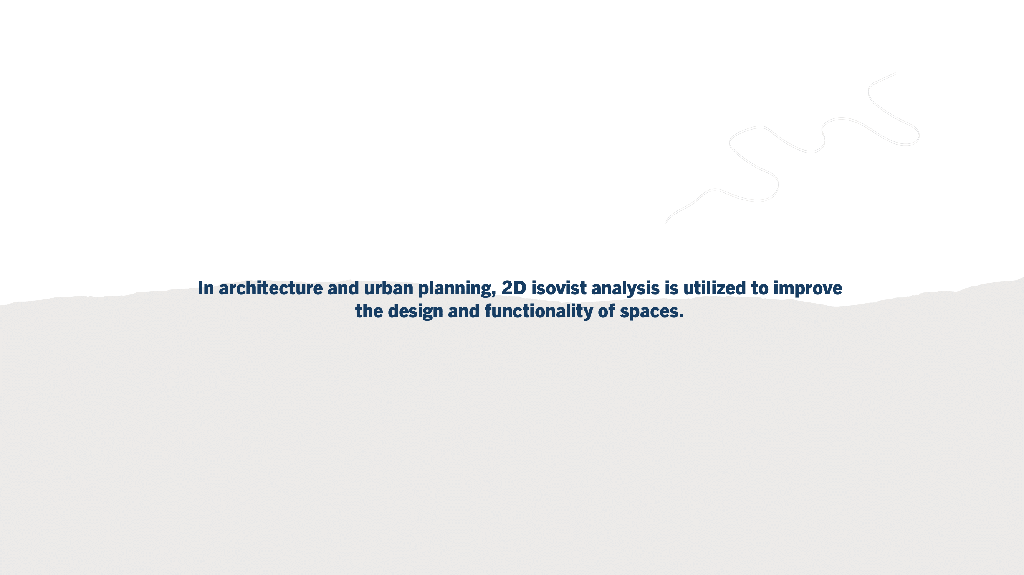 In architecture and urban planning, 2D isovist analysis is utilized to improve
the design and functionality of spaces.